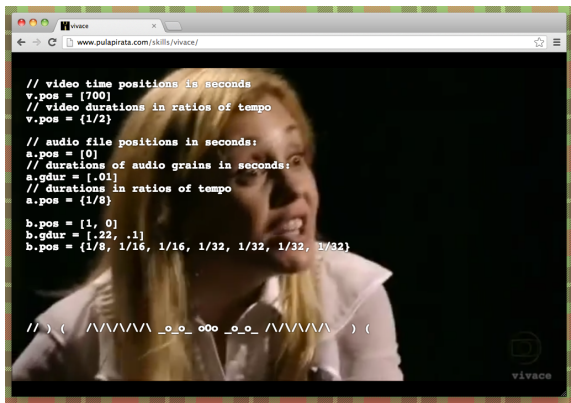 vivace
www.pulapirata.com/skills/vivace/
// video time positions is seconds
v.pos = [700]
// video durations in ratios of tempo
v.pos = {1/2}
// audio file positions in seconds:
a.pos = [0]
// durations of audio grains in seconds:
a.gdur = [.01]
// durations in ratios of tempo
a.pos = {1/8}
b.pos = [1, 0]
b.gdur = [.22, .1]
b.pos = {1/8, 1/16, 1/16, 1/32, 1/32, 1/32, 1/32}
// ) (   /\/\/\/\/\ _o_o_ oOo _o_o_ /\/\/\/\/\   ) (
vivace